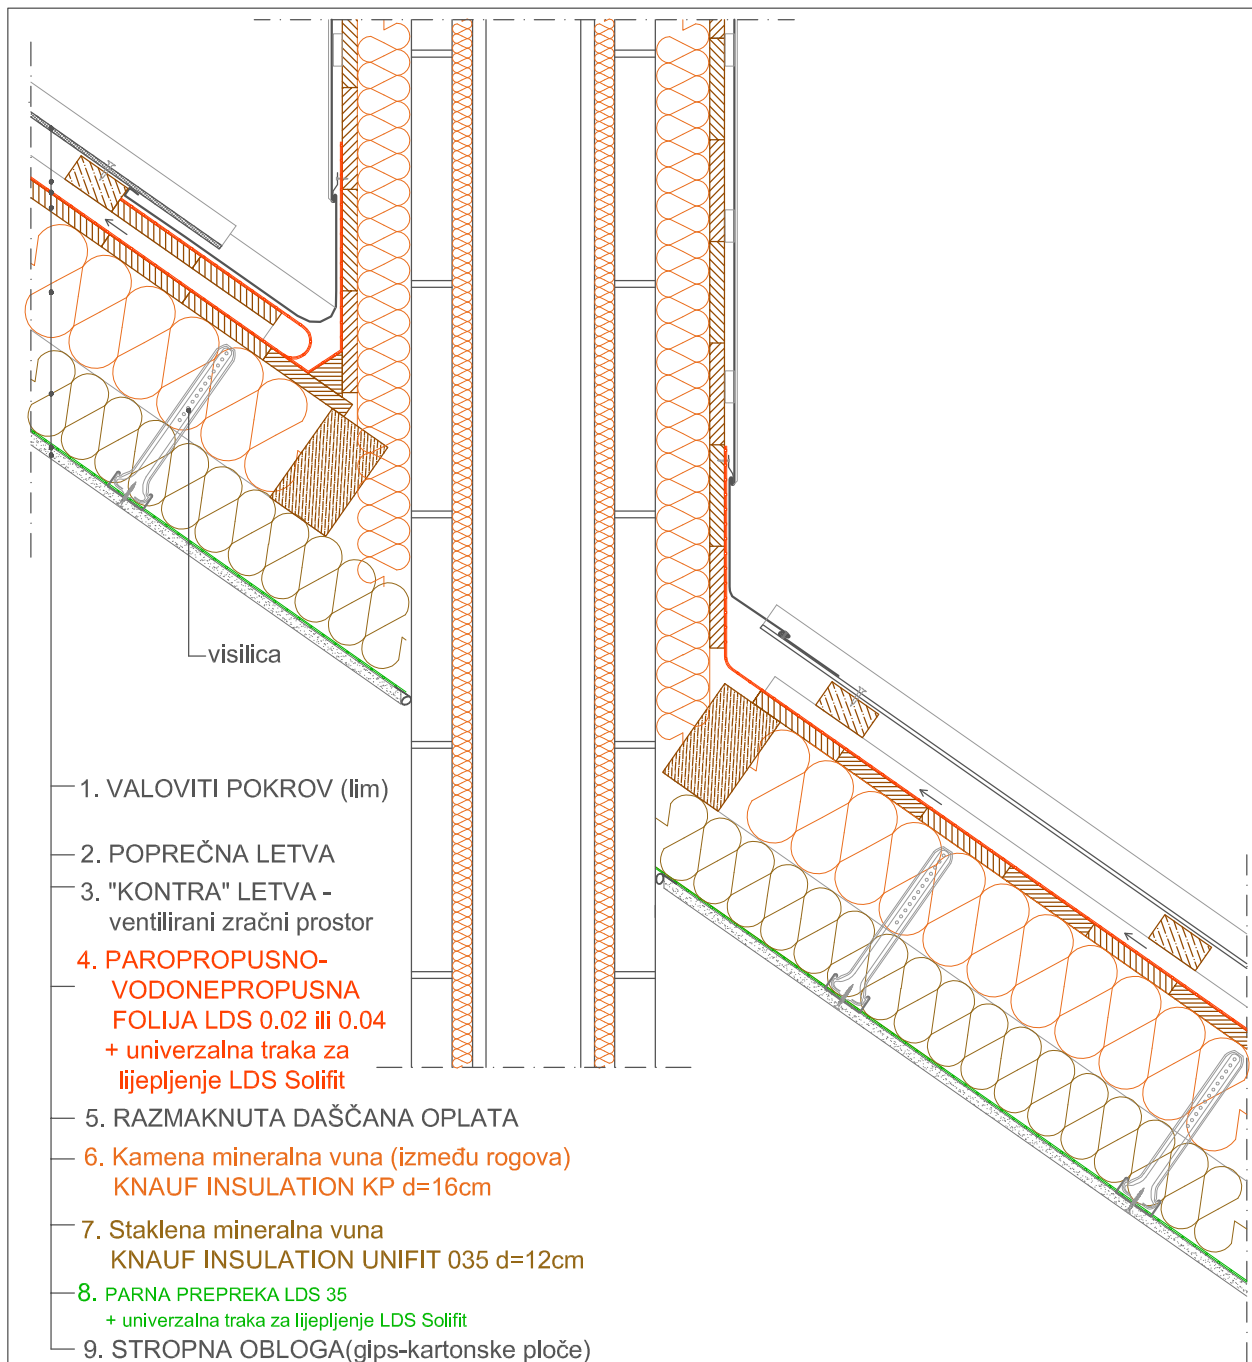 visilica
1. VALOVITI POKROV (lim)
2. POPREČNA LETVA
3. "KONTRA" LETVA -
ventilirani zračni prostor
4. PAROPROPUSNO-
VODONEPROPUSNA
FOLIJA LDS 0.02 ili 0.04
+ univerzalna traka za
lijepljenje LDS Solifit
5. RAZMAKNUTA DAŠČANA OPLATA
6. Kamena mineralna vuna (između rogova)
KNAUF INSULATION KP d=16cm
7. Staklena mineralna vuna
KNAUF INSULATION UNIFIT 035 d=12cm
8. PARNA PREPREKA LDS 35
+ univerzalna traka za lijepljenje LDS Solifit
9. STROPNA OBLOGA(gips-kartonske ploče)